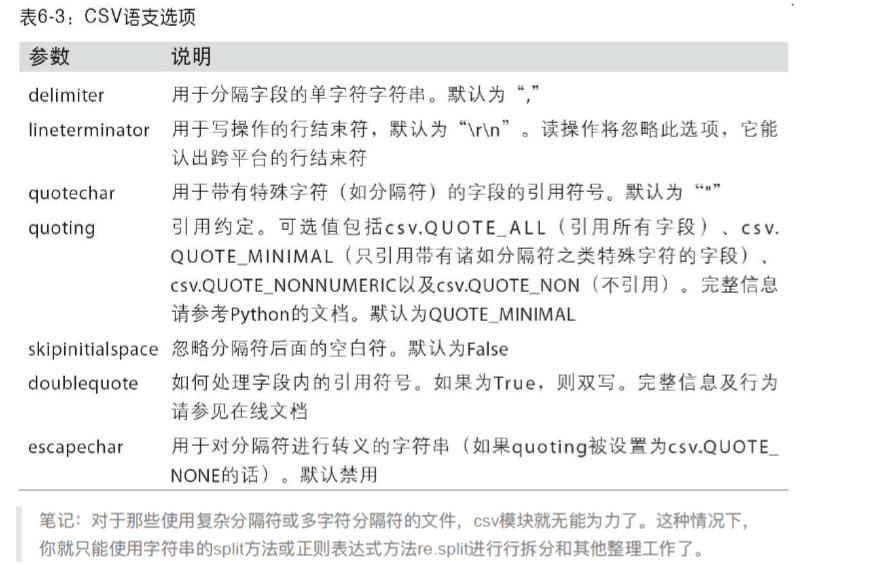 表6-3：CSV语支选项
参数 说明
delimiter 用于分隔字段的单字符字符串。默认为“,”
lineterminator 用于写操作的行结束符，默认为“\r\n”。读操作将忽略此选项，它能
认出跨平台的行结束符
quotechar 用于带有特殊字符（如分隔符）的字段的引用符号。默认为“"”
quoting 引用约定。可选值包括csv.QUOTE_ALL（引用所有字段）、csv.
QUOTE_MINIMAL（只引用带有诸如分隔符之类特殊字符的字段）、
csv.QUOTE_NONNUMERIC以及csv.QUOTE_NON（不引用）。完整信息
请参考Python的文档。默认为QUOTE_MINIMAL
skipinitialspace 忽略分隔符后面的空白符。默认为False
doublequote 如何处理字段内的引用符号。如果为True，则双写。完整信息及行为
请参见在线文档
escapechar 用于对分隔符进行转义的字符串（如果quoting被设置为csv.QUOTE_
NONE的话）。默认禁用
笔记：对于那些使用复杂分隔符或多字符分隔符的文件，csv模块就无能为力了。这种情况下，
你就只能使用字符串的split方法或正则表达式方法re.split进行行拆分和其他整理工作了。